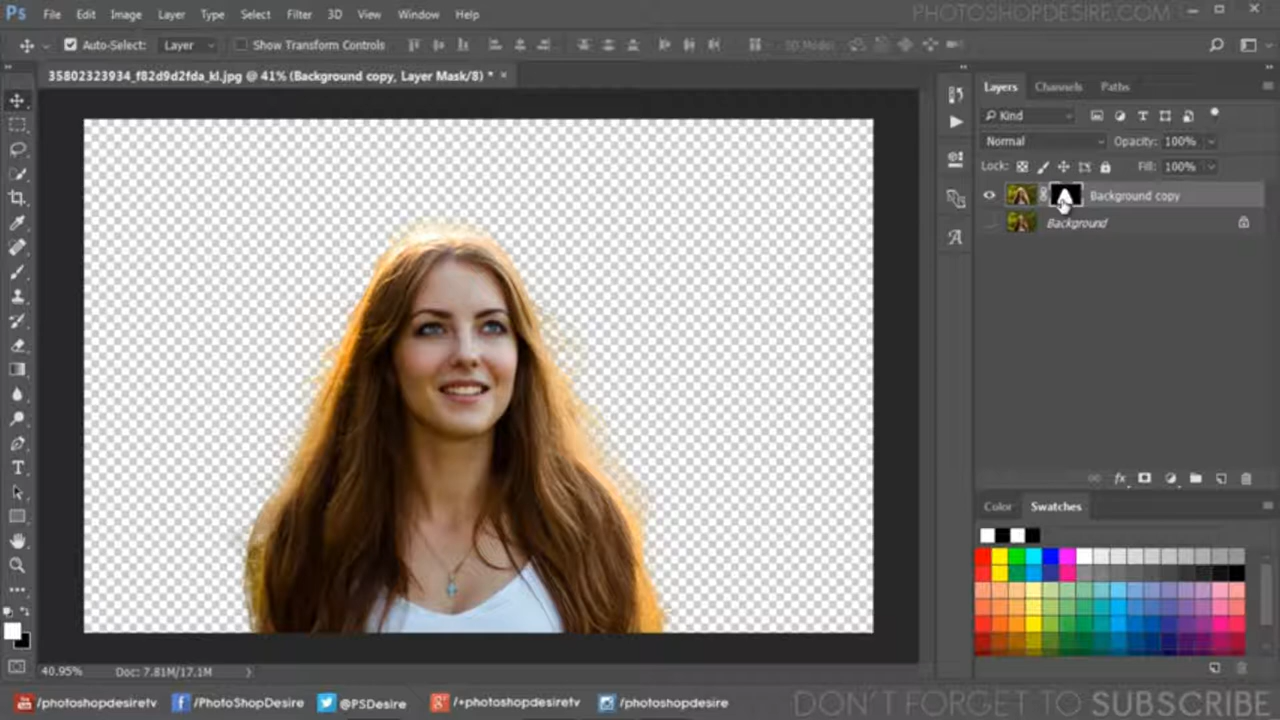 Ps File Edit Image Layer Type Select Filter 3D View Window Help
PHOTOSHOPDESIRE.COM
Auto-Select: Layer Show Transform Controls 3D Mode:
35802323934_f82d9d2fda_kl.jpg @ 41% (Background copy, Layer Mask/8) * ×
Layers Channels Paths
Kind
Normal Opacity: 100%
Lock: Fill: 100%
Background copy
Background
fx
Color Swatches
40.95% Doc: 7.81M/17.1M
You Tube /photoshopdesiretv /PhotoShopDesire @PSDesire /+photoshopdesiretv /photoshopdesire
DON'T FORGET TO SUBSCRIBE